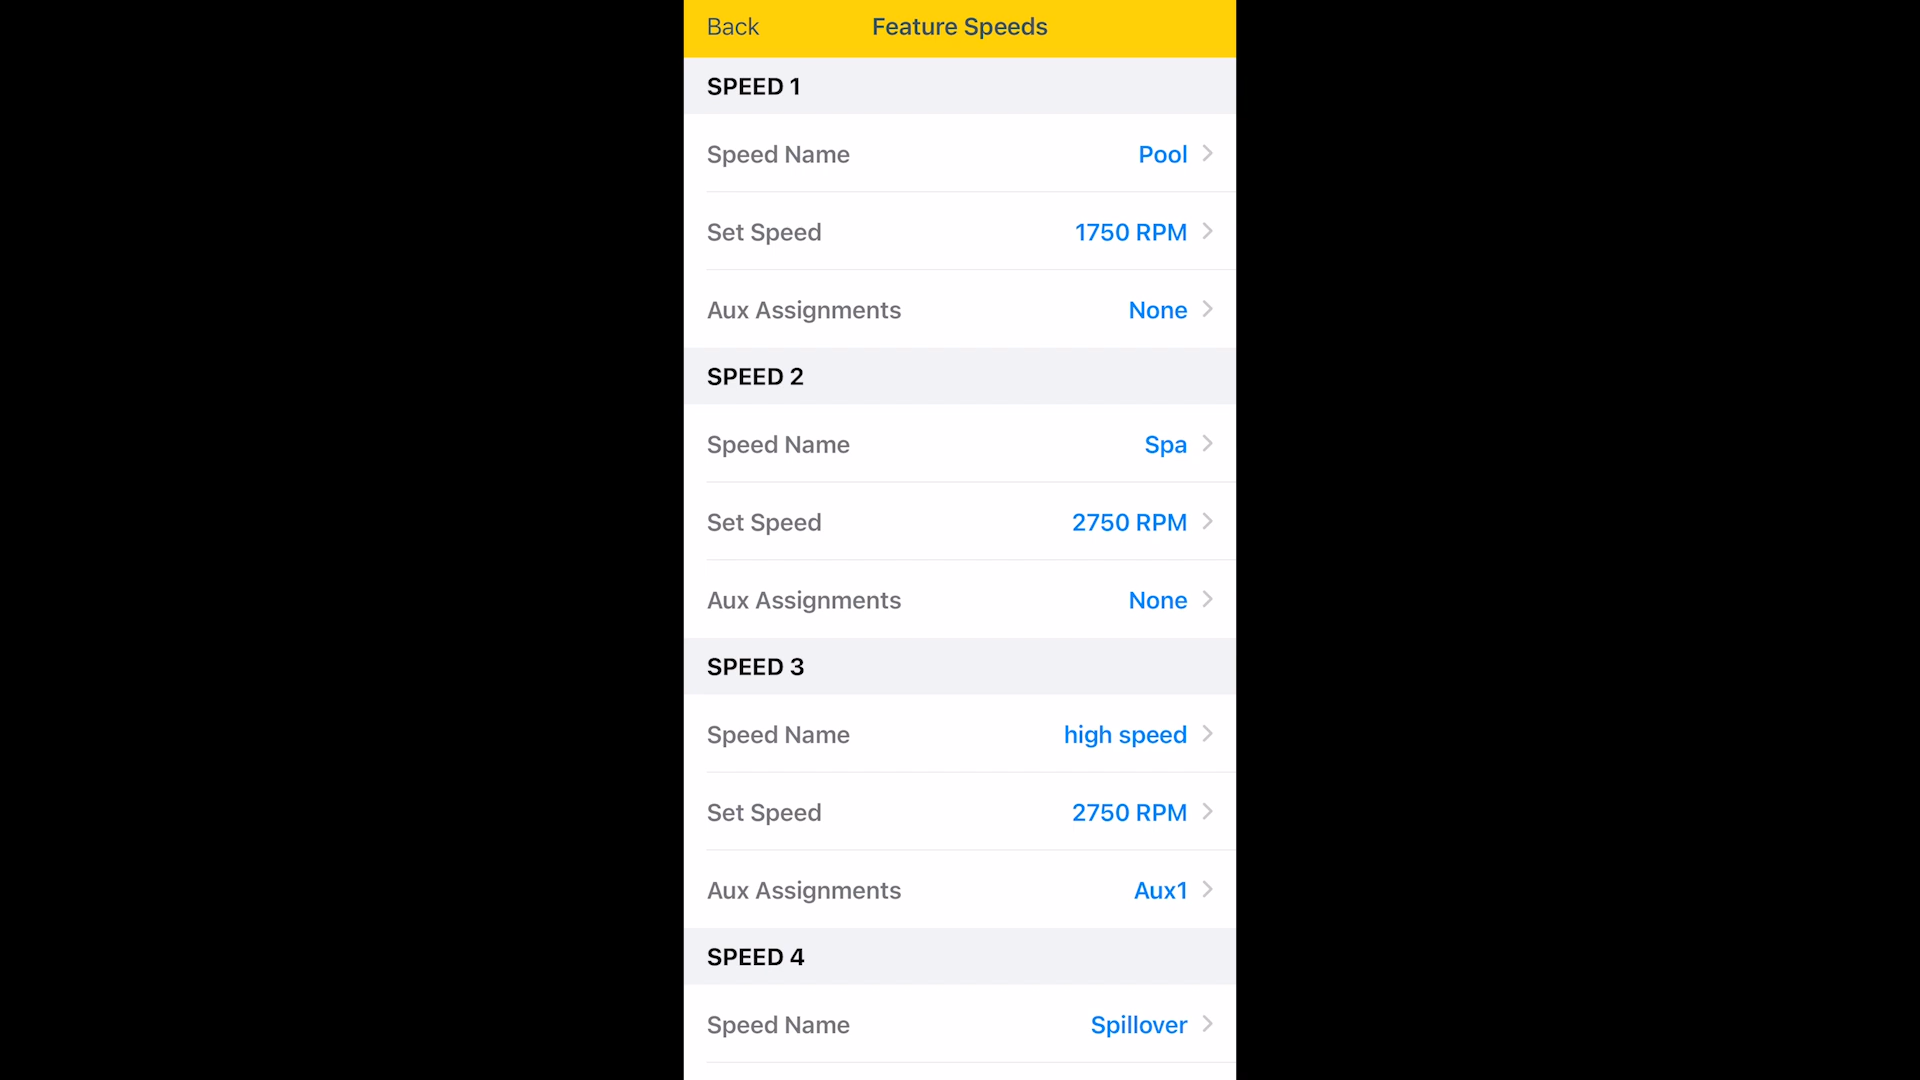 Back Feature Speeds
SPEED 1
Speed Name Pool
Set Speed 1750 RPM
Aux Assignments None
SPEED 2
Speed Name Spa
Set Speed 2750 RPM
Aux Assignments None
SPEED 3
Speed Name high speed
Set Speed 2750 RPM
Aux Assignments Aux1
SPEED 4
Speed Name Spillover